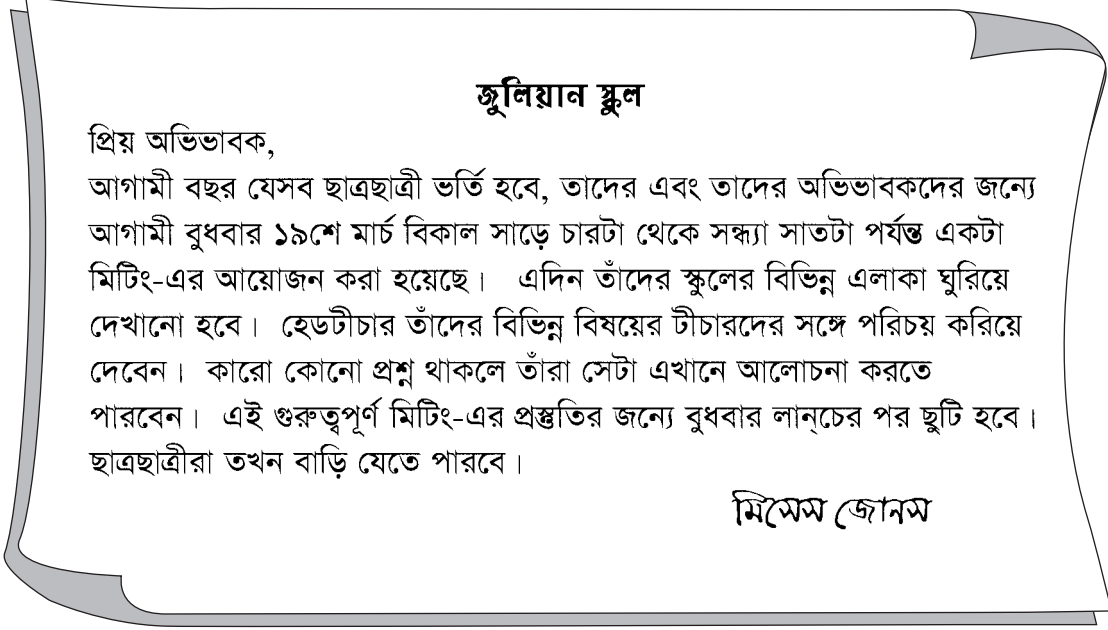 জুলিয়ান স্কুল
প্রিয় অভিভাবক,
আগামী বছর যেসব ছাত্রছাত্রী ভর্তি হবে, তাদের এবং তাদের অভিভাবকদের জন্যে
আগামী বুধবার ১৯শে মার্চ বিকাল সাড়ে চারটা থেকে সন্ধ্যা সাতটা পর্যন্ত একটা
মিটিং-এর আয়োজন করা হয়েছে। এদিন তাঁদের স্কুলের বিভিন্ন এলাকা ঘুরিয়ে
দেখানো হবে। হেডটীচার তাঁদের বিভিন্ন বিষয়ের টীচারদের সঙ্গে পরিচয় করিয়ে
দেবেন। কারো কোনো প্রশ্ন থাকলে তাঁরা সেটা এখানে আলোচনা করতে
পারবেন। এই গুরুত্বপূর্ণ মিটিং-এর প্রস্তুতির জন্যে বুধবার লান্‌চের পর ছুটি হবে।
ছাত্রছাত্রীরা তখন বাড়ি যেতে পারবে।
মিসেস জোনস